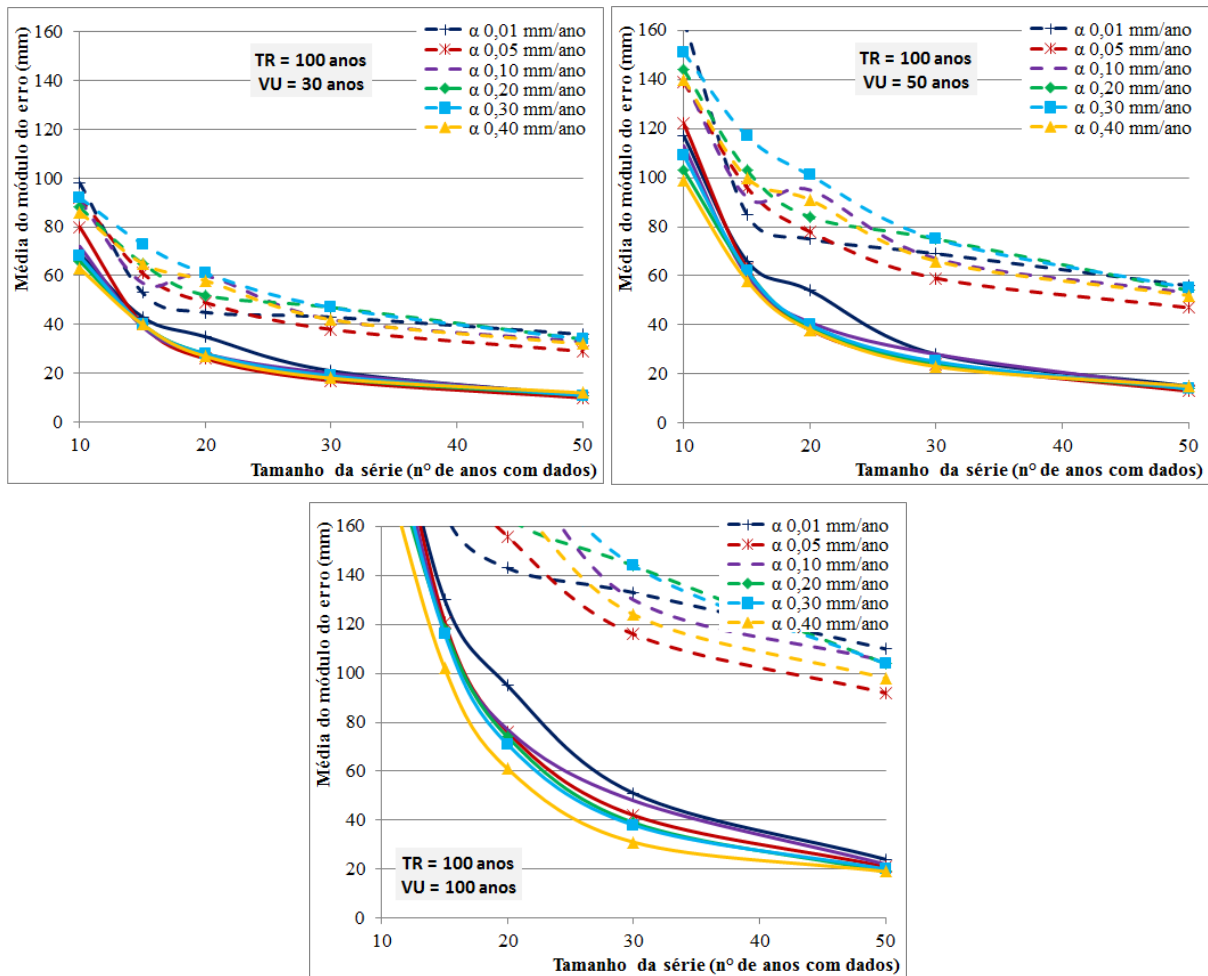 Média do módulo do erro (mm)
160
140
120
100
80
60
40
20
0
TR = 100 anos
VU = 30 anos
α 0,01 mm/ano
α 0,05 mm/ano
α 0,10 mm/ano
α 0,20 mm/ano
α 0,30 mm/ano
α 0,40 mm/ano
10 20 30 40 50
Tamanho da série (n° de anos com dados)
Média do módulo do erro (mm)
160
140
120
100
80
60
40
20
0
TR = 100 anos
VU = 50 anos
α 0,01 mm/ano
α 0,05 mm/ano
α 0,10 mm/ano
α 0,20 mm/ano
α 0,30 mm/ano
α 0,40 mm/ano
10 20 30 40 50
Tamanho da série (n° de anos com dados)
Média do módulo do erro (mm)
160
140
120
100
80
60
40
20
0
α 0,01 mm/ano
α 0,05 mm/ano
α 0,10 mm/ano
α 0,20 mm/ano
α 0,30 mm/ano
α 0,40 mm/ano
TR = 100 anos
VU = 100 anos
10 20 30 40 50
Tamanho da série (n° de anos com dados)